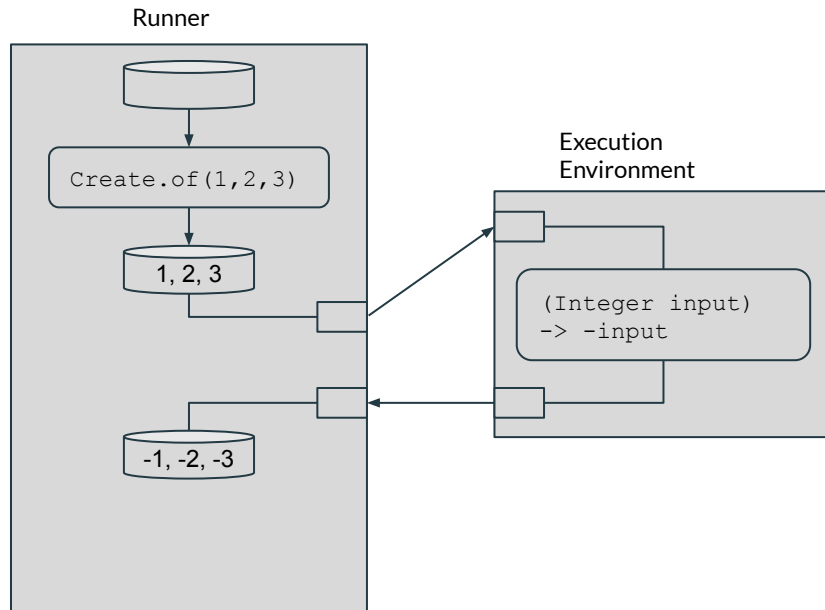 Runner
Create.of(1,2,3)
1, 2, 3
-1, -2, -3
Execution
Environment
(Integer input)
-> -input